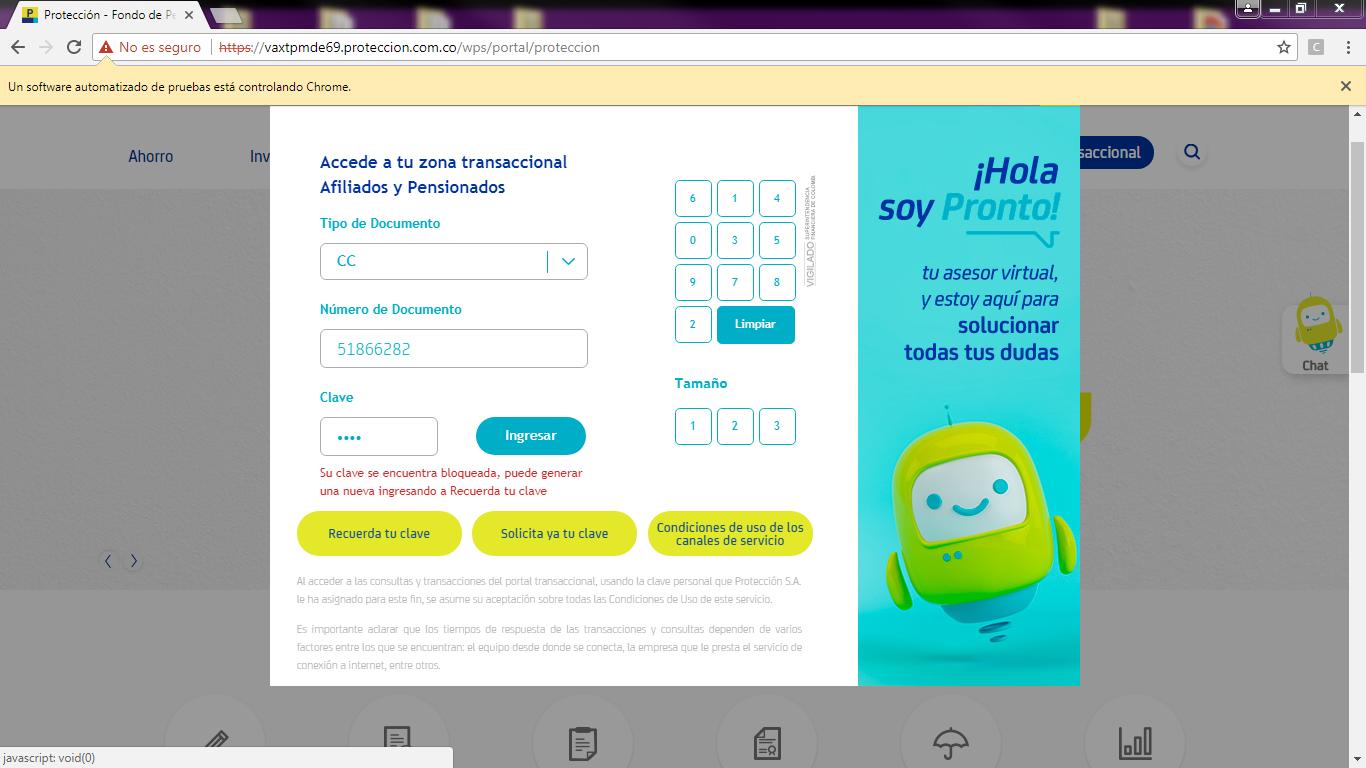 Protección - Fondo de Pe
No es seguro
https://vaxtpmde69.proteccion.com.co/wps/portal/proteccion
C
Un software automatizado de pruebas está controlando Chrome.
Ahorro
Inv
saccional
Accede a tu zona transaccional
Afiliados y Pensionados
Tipo de Documento
CC
Número de Documento
51866282
Clave
••••
Ingresar
Su clave se encuentra bloqueada, puede generar
una nueva ingresando a Recuerda tu clave
6 1 4
0 3 5
9 7 8
2 Limpiar
VIGILADO SUPERINTENDENCIA
FINANCIERA DE COLOMBIA
Tamaño
1 2 3
Recuerda tu clave
Solicita ya tu clave
Condiciones de uso de los
canales de servicio
Al acceder a las consultas y transacciones del portal transaccional, usando la clave personal que Protección S.A.
le ha asignado para este fin, se asume su aceptación sobre todas las Condiciones de Uso de este servicio.
Es importante aclarar que los tiempos de respuesta de las transacciones y consultas dependen de varios
factores entre los que se encuentran: el equipo desde donde se conecta, la empresa que le presta el servicio de
conexión a internet, entre otros.
¡Hola
soy Pronto!
tu asesor virtual,
y estoy aquí para
solucionar
todas tus dudas
Chat
javascript: void(0)